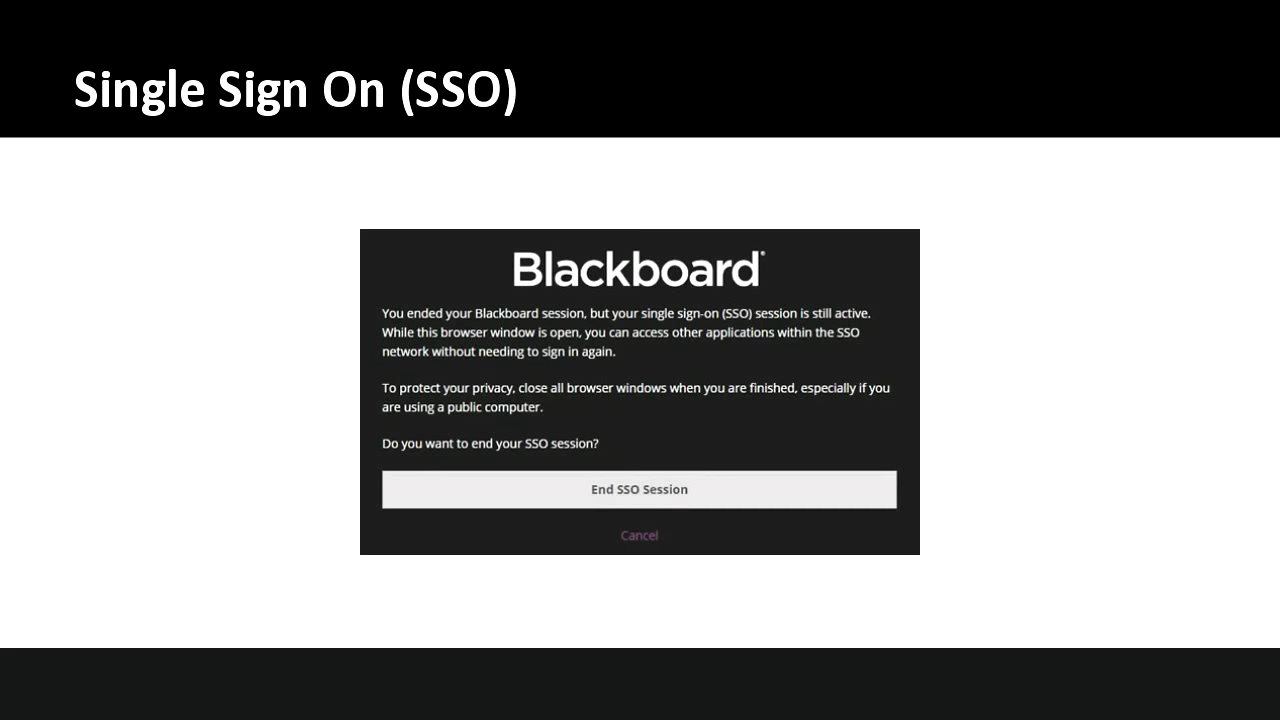 Single Sign On (SSO)
Blackboard®
You ended your Blackboard session, but your single sign-on (SSO) session is still active.
While this browser window is open, you can access other applications within the SSO
network without needing to sign in again.
To protect your privacy, close all browser windows when you are finished, especially if you
are using a public computer.
Do you want to end your SSO session?
End SSO Session
Cancel